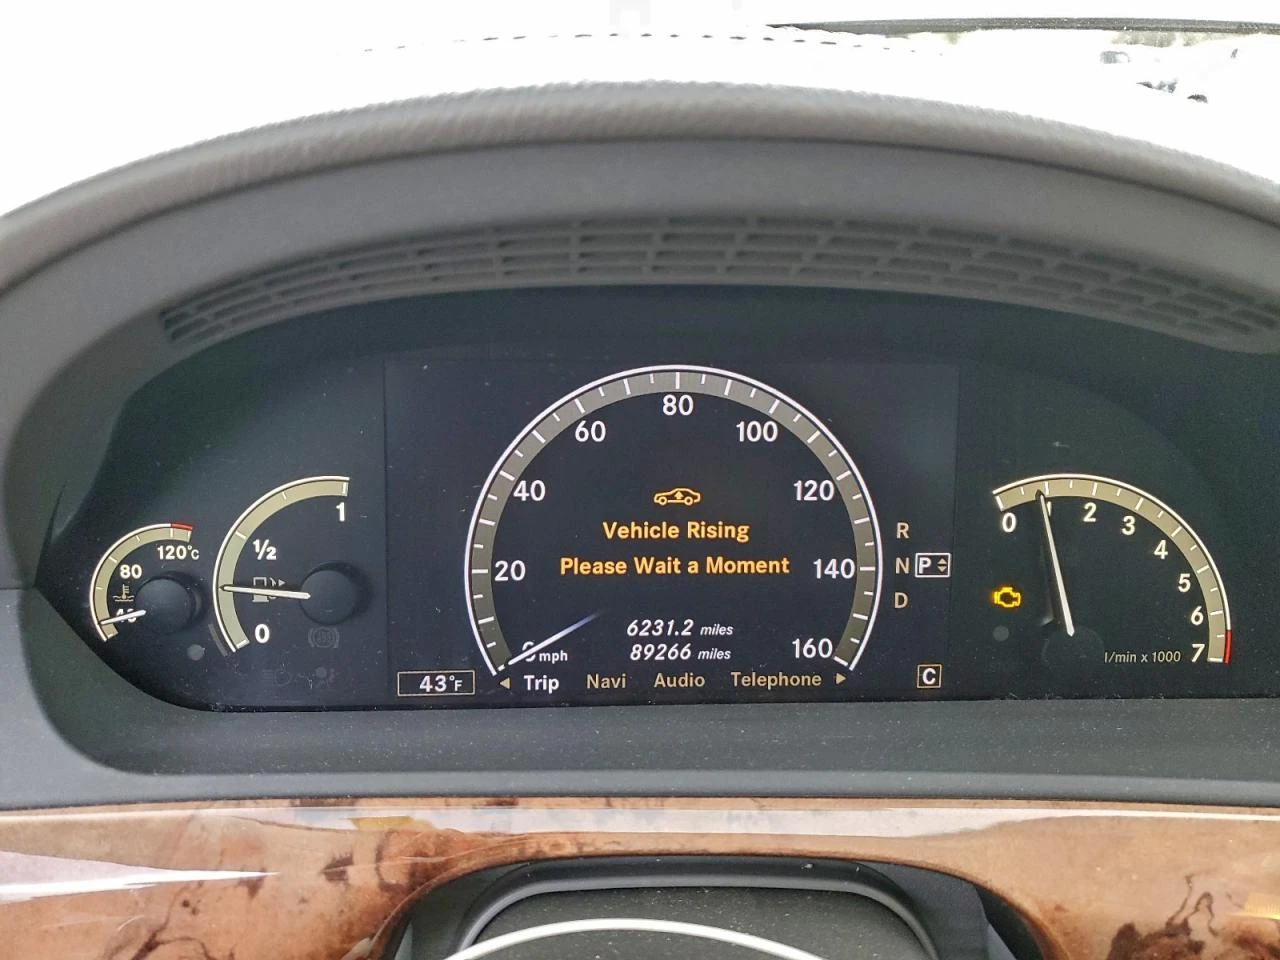 120°C
80
40
1
1/2
0
80
60
100
40
120
Vehicle Rising
Please Wait a Moment
20
140
6231.2 miles
89266 miles
0 mph
160
Trip Navi Audio Telephone
43°F
R
N P
D
C
0 1 2 3 4 5 6 7
l/min x 1000